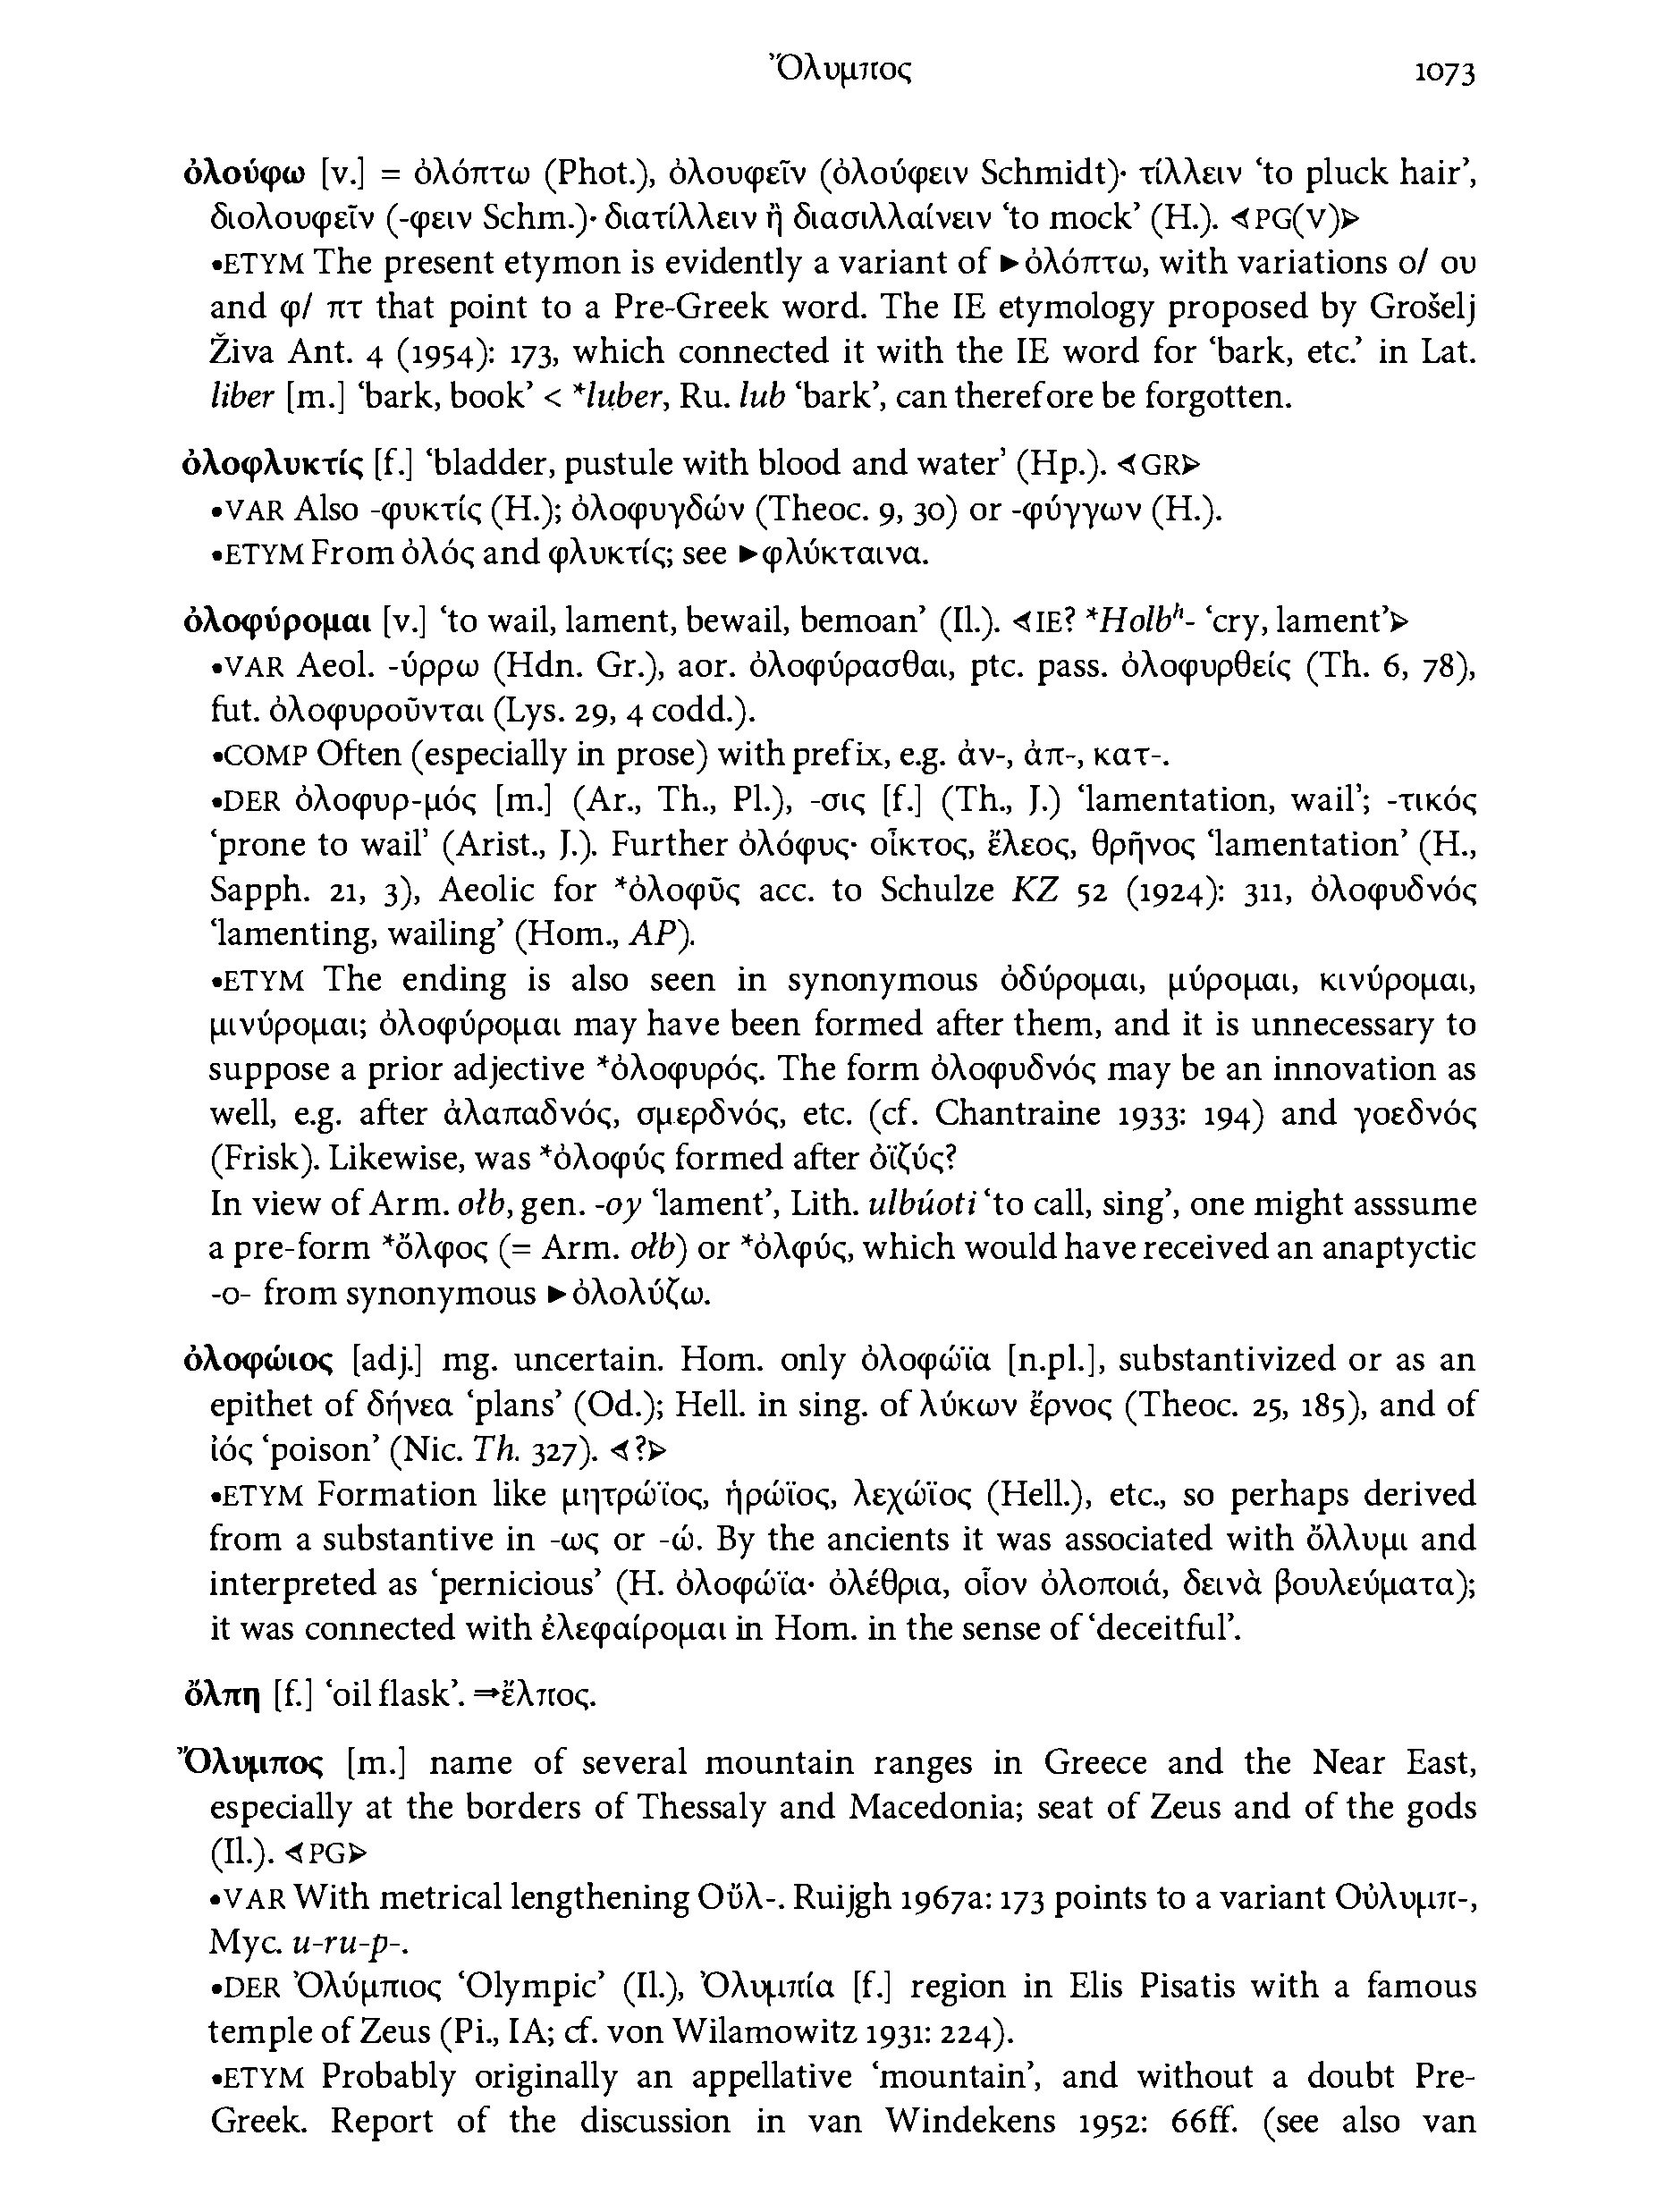 Ὄλυμπος 1073
ὀλούφω [v.] = ὀλόπτω (Phot.), ὀλουφεῖν (ὀλούφειν Schmidt)· τίλλειν ‘to pluck hair’,
διολουφεῖν (-φειν Schm.)· διατίλλειν ἢ διασιλλαίνειν ‘to mock’ (H.). ⊲PG(V)⊳
•ETYM The present etymon is evidently a variant of ►ὀλόπτω, with variations ο/ ου
and φ/ πτ that point to a Pre-Greek word. The IE etymology proposed by Grošelj
Živa Ant. 4 (1954): 173, which connected it with the IE word for ‘bark, etc.’ in Lat.
liber [m.] ‘bark, book’ < *lu̯ber, Ru. lub ‘bark’, can therefore be forgotten.
ὀλοφλυκτίς [f.] ‘bladder, pustule with blood and water’ (Hp.). ⊲GR⊳
•VAR Also -φυκτίς (H.); ὀλοφυγδών (Theoc. 9, 30) or -φύγγων (H.).
•ETYM From ὀλός and φλυκτίς; see ►φλύκταινα.
ὀλοφύρομαι [v.] ‘to wail, lament, bewail, bemoan’ (Il.). ⊲IE? *Holbʰ- ‘cry, lament’⊳
•VAR Aeol. -ύρρω (Hdn. Gr.), aor. ὀλοφύρασθαι, ptc. pass. ὀλοφυρθείς (Th. 6, 78),
fut. ὀλοφυροῦνται (Lys. 29, 4 codd.).
•COMP Often (especially in prose) with prefix, e.g. ἀν-, ἀπ-, κατ-.
•DER ὀλοφυρ-μός [m.] (Ar., Th., Pl.), -σις [f.] (Th., J.) ‘lamentation, wail’; -τικός
‘prone to wail’ (Arist., J.). Further ὀλόφυς· οἶκτος, ἔλεος, θρῆνος ‘lamentation’ (H.,
Sapph. 21, 3), Aeolic for *ὀλοφῦς acc. to Schulze KZ 52 (1924): 311, ὀλοφυδνός
‘lamenting, wailing’ (Hom., AP).
•ETYM The ending is also seen in synonymous ὀδύρομαι, μύρομαι, κινύρομαι,
μινύρομαι; ὀλοφύρομαι may have been formed after them, and it is unnecessary to
suppose a prior adjective *ὀλοφυρός. The form ὀλοφυδνός may be an innovation as
well, e.g. after ἀλαπαδνός, σμερδνός, etc. (cf. Chantraine 1933: 194) and γοεδνός
(Frisk). Likewise, was *ὀλοφύς formed after ὀϊζύς?
In view of Arm. ołb, gen. -oy ‘lament’, Lith. ulbúoti ‘to call, sing’, one might asssume
a pre-form *ὄλφος (= Arm. ołb) or *ὀλφύς, which would have received an anaptyctic
-ο- from synonymous ►ὀλολύζω.
ὀλοφώιος [adj.] mg. uncertain. Hom. only ὀλοφώϊα [n.pl.], substantivized or as an
epithet of δήνεα ‘plans’ (Od.); Hell. in sing. of λύκων ἔρνος (Theoc. 25, 185), and of
ἰός ‘poison’ (Nic. Th. 327). ⊲?⊳
•ETYM Formation like μητρώϊος, ἡρώϊος, λεχώϊος (Hell.), etc., so perhaps derived
from a substantive in -ως or -ώ. By the ancients it was associated with ὄλλυμι and
interpreted as ‘pernicious’ (H. ὀλοφώϊα· ὀλέθρια, οἷον ὀλοποιά, δεινὰ βουλεύματα);
it was connected with ἐλεφαίρομαι in Hom. in the sense of ‘deceitful’.
ὄλπη [f.] ‘oil flask’. ⇒ἔλπος.
Ὄλυμπος [m.] name of several mountain ranges in Greece and the Near East,
especially at the borders of Thessaly and Macedonia; seat of Zeus and of the gods
(Il.). ⊲PG⊳
•VAR With metrical lengthening Οὔλ-. Ruijgh 1967a: 173 points to a variant Οὐλυμπ-,
Myc. u-ru-p-.
•DER Ὀλύμπιος ‘Olympic’ (Il.), Ὀλυμπία [f.] region in Elis Pisatis with a famous
temple of Zeus (Pi., IA; cf. von Wilamowitz 1931: 224).
•ETYM Probably originally an appellative ‘mountain’, and without a doubt Pre-
Greek. Report of the discussion in van Windekens 1952: 66ff. (see also van